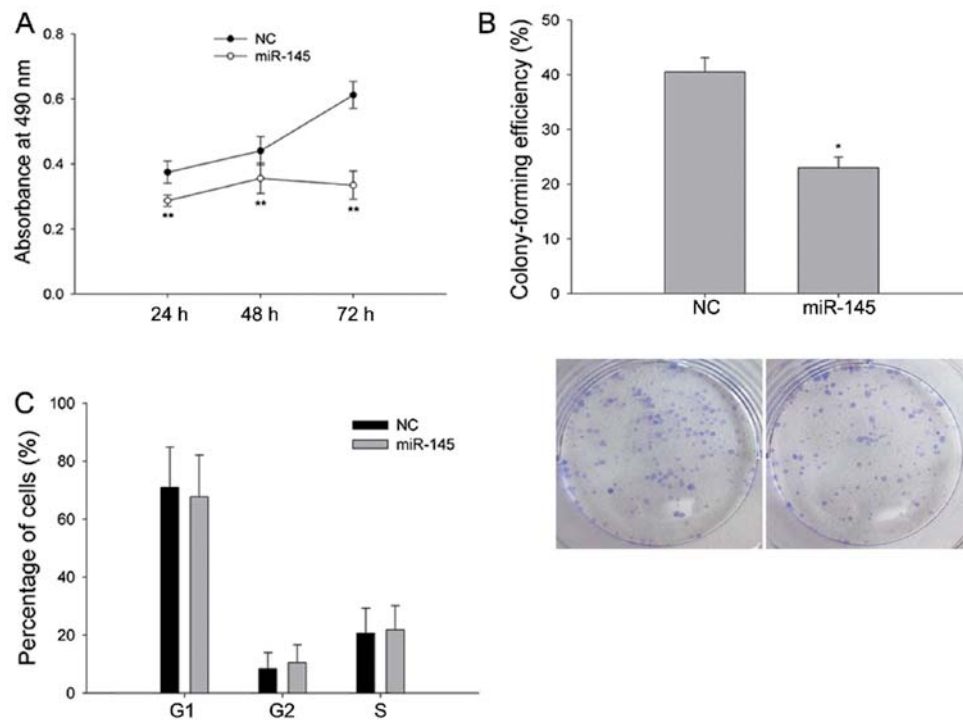 A
NC
miR-145
Absorbance at 490 nm
0.8
0.6
0.4
0.2
0.0
**
**
**
24 h
48 h
72 h
B
Colony-forming efficiency (%)
50
40
30
20
10
0
*
NC
miR-145
C
NC
miR-145
Percentage of cells (%)
100
80
60
40
20
0
G1
G2
S